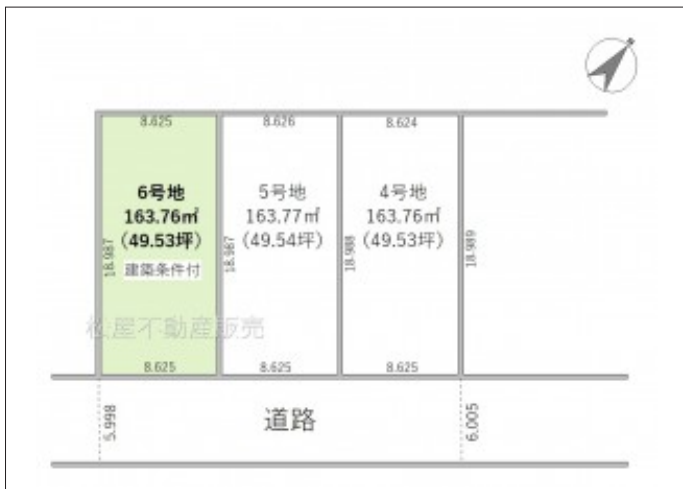 8.625
8.626
8.624
6号地
163.76㎡
(49.53坪)
建築条件付
5号地
163.77㎡
(49.54坪)
4号地
163.76㎡
(49.53坪)
18.987
18.987
18.988
18.989
松屋不動産販売
8.625
8.625
8.625
5.998
道路
6.005